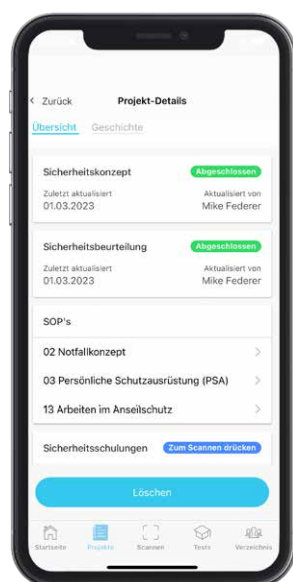 Zurück
Projekt-Details
Übersicht
Geschichte
Sicherheitskonzept
Abgeschlossen
Zuletzt aktualisiert
Aktualisiert von
01.03.2023
Mike Federer
Sicherheitsbeurteilung
Abgeschlossen
Zuletzt aktualisiert
Aktualisiert von
01.03.2023
Mike Federer
SOP's
02 Notfallkonzept
03 Persönliche Schutzausrüstung (PSA)
13 Arbeiten im Anseilschutz
Sicherheitsschulungen
Zum Scannen drücken
Löschen
Startseite
Projekte
Scannen
Tests
Verzeichnis